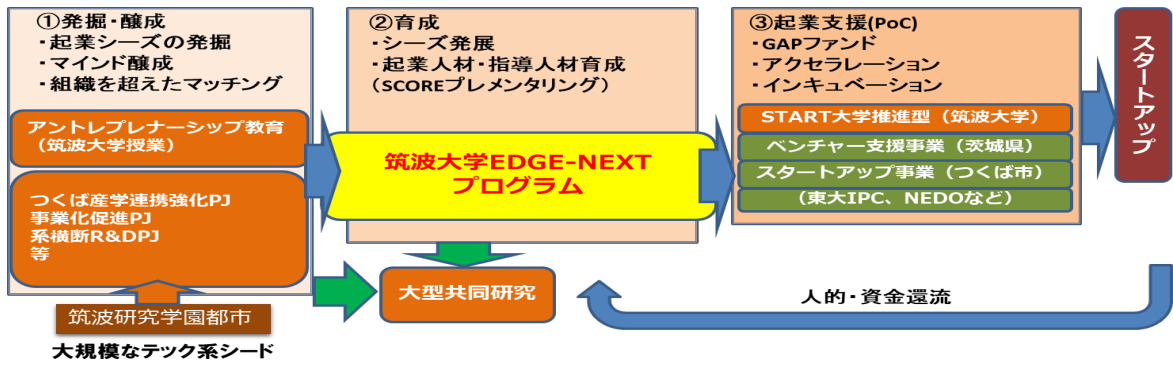 ①発掘・醸成
・起業シーズの発掘
・マインド醸成
・組織を超えたマッチング
アントレプレナーシップ教育
(筑波大学授業)
つくば産学連携強化PJ
事業化促進PJ
系横断R&DPJ
等
筑波研究学園都市
大規模なテック系シード
②育成
・シーズ発展
・起業人材・指導人材育成
(SCOREプレメンタリング)
筑波大学EDGE-NEXT
プログラム
大型共同研究
③起業支援(PoC)
・GAPファンド
・アクセラレーション
・インキュベーション
START大学推進型(筑波大学)
ベンチャー支援事業(茨城県)
スタートアップ事業(つくば市)
(東大IPC、NEDOなど)
スタートアップ
人的・資金還流